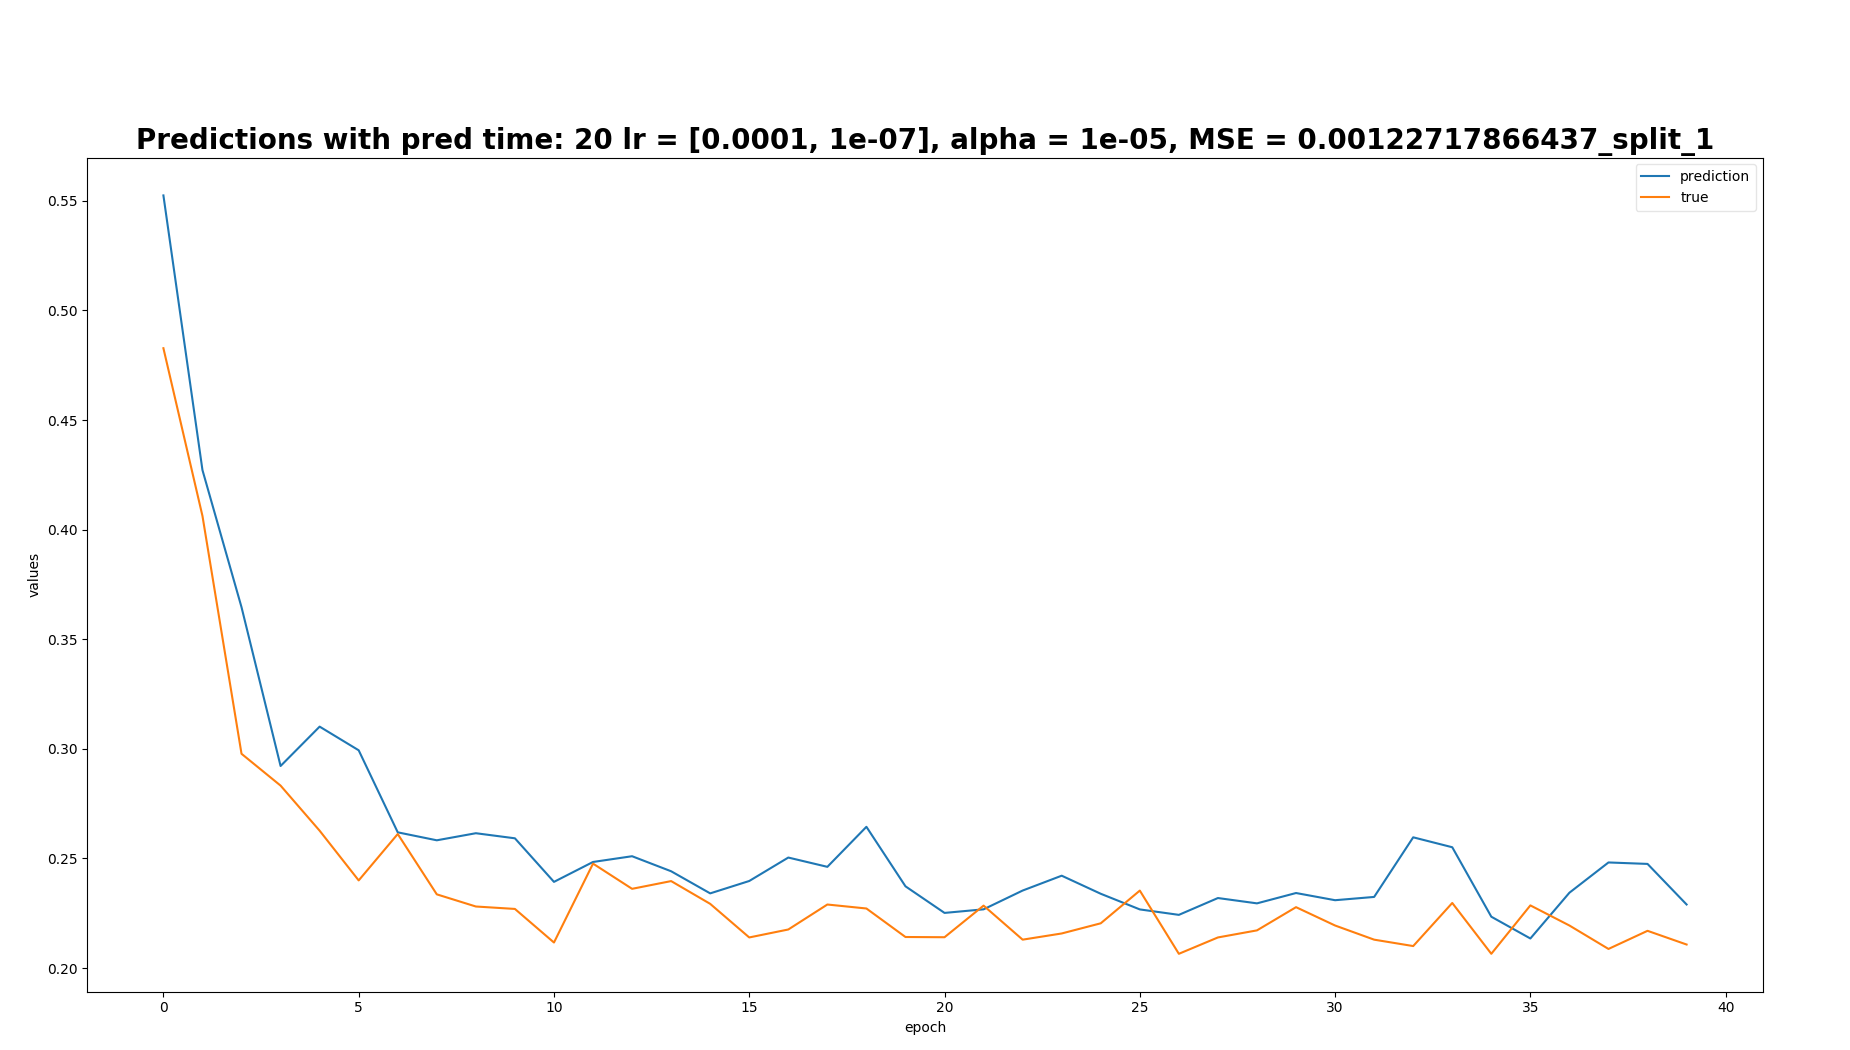 Predictions with pred time: 20 lr = [0.0001, 1e-07], alpha = 1e-05, MSE = 0.00122717866437_split_1
prediction
true
0.55
0.50
0.45
0.40
0.35
0.30
0.25
0.20
values
0 5 10 15 20 25 30 35 40
epoch